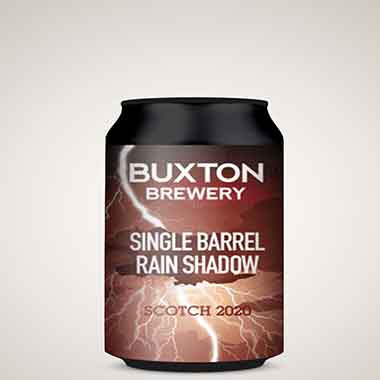 BUXTON
BREWERY
SINGLE BARREL
RAIN SHADOW
SCOTCH 2020